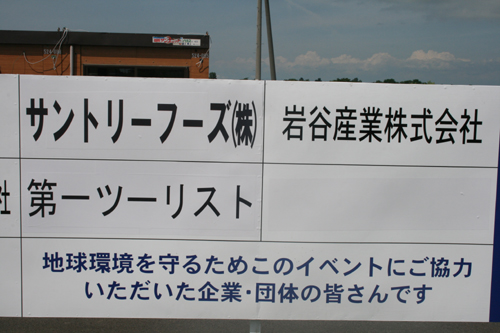 サントリーフーズ(株)
岩谷産業株式会社
社
第一ツーリスト
地球環境を守るためこのイベントにご協力
いただいた企業・団体の皆さんです